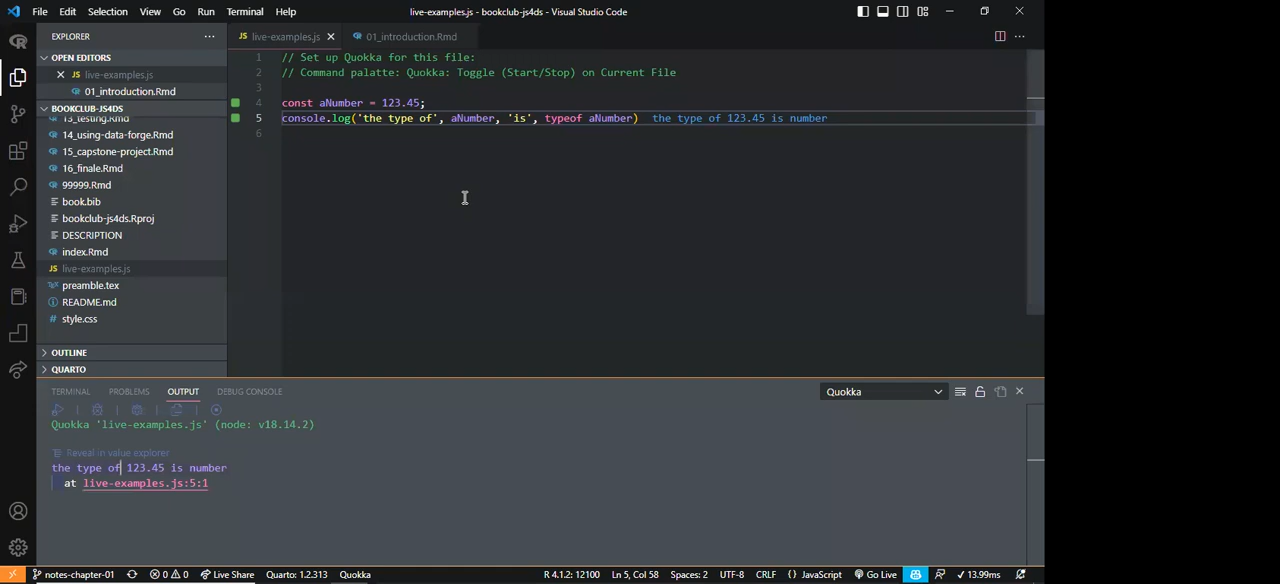 File Edit Selection View Go Run Terminal Help
live-examples.js - bookclub-js4ds - Visual Studio Code
EXPLORER
OPEN EDITORS
JS live-examples.js
01_introduction.Rmd
BOOKCLUB-JS4DS
13_testing.Rmd
14_using-data-forge.Rmd
15_capstone-project.Rmd
16_finale.Rmd
99999.Rmd
book.bib
bookclub-js4ds.Rproj
DESCRIPTION
index.Rmd
JS live-examples.js
preamble.tex
README.md
# style.css
OUTLINE
QUARTO
JS live-examples.js
01_introduction.Rmd
1 // Set up Quokka for this file:
2 // Command palatte: Quokka: Toggle (Start/Stop) on Current File
3
4 const aNumber = 123.45;
5 console.log('the type of', aNumber, 'is', typeof aNumber) the type of 123.45 is number
6
TERMINAL PROBLEMS OUTPUT DEBUG CONSOLE
Quokka
Quokka 'live-examples.js' (node: v18.14.2)
Reveal in value explorer
the type of 123.45 is number
at live-examples.js:5:1
notes-chapter-01 0 0 Live Share Quarto: 1.2.313 Quokka R 4.1.2: 12100 Ln 5, Col 58 Spaces: 2 UTF-8 CRLF {} JavaScript Go Live ✓ 13.99ms